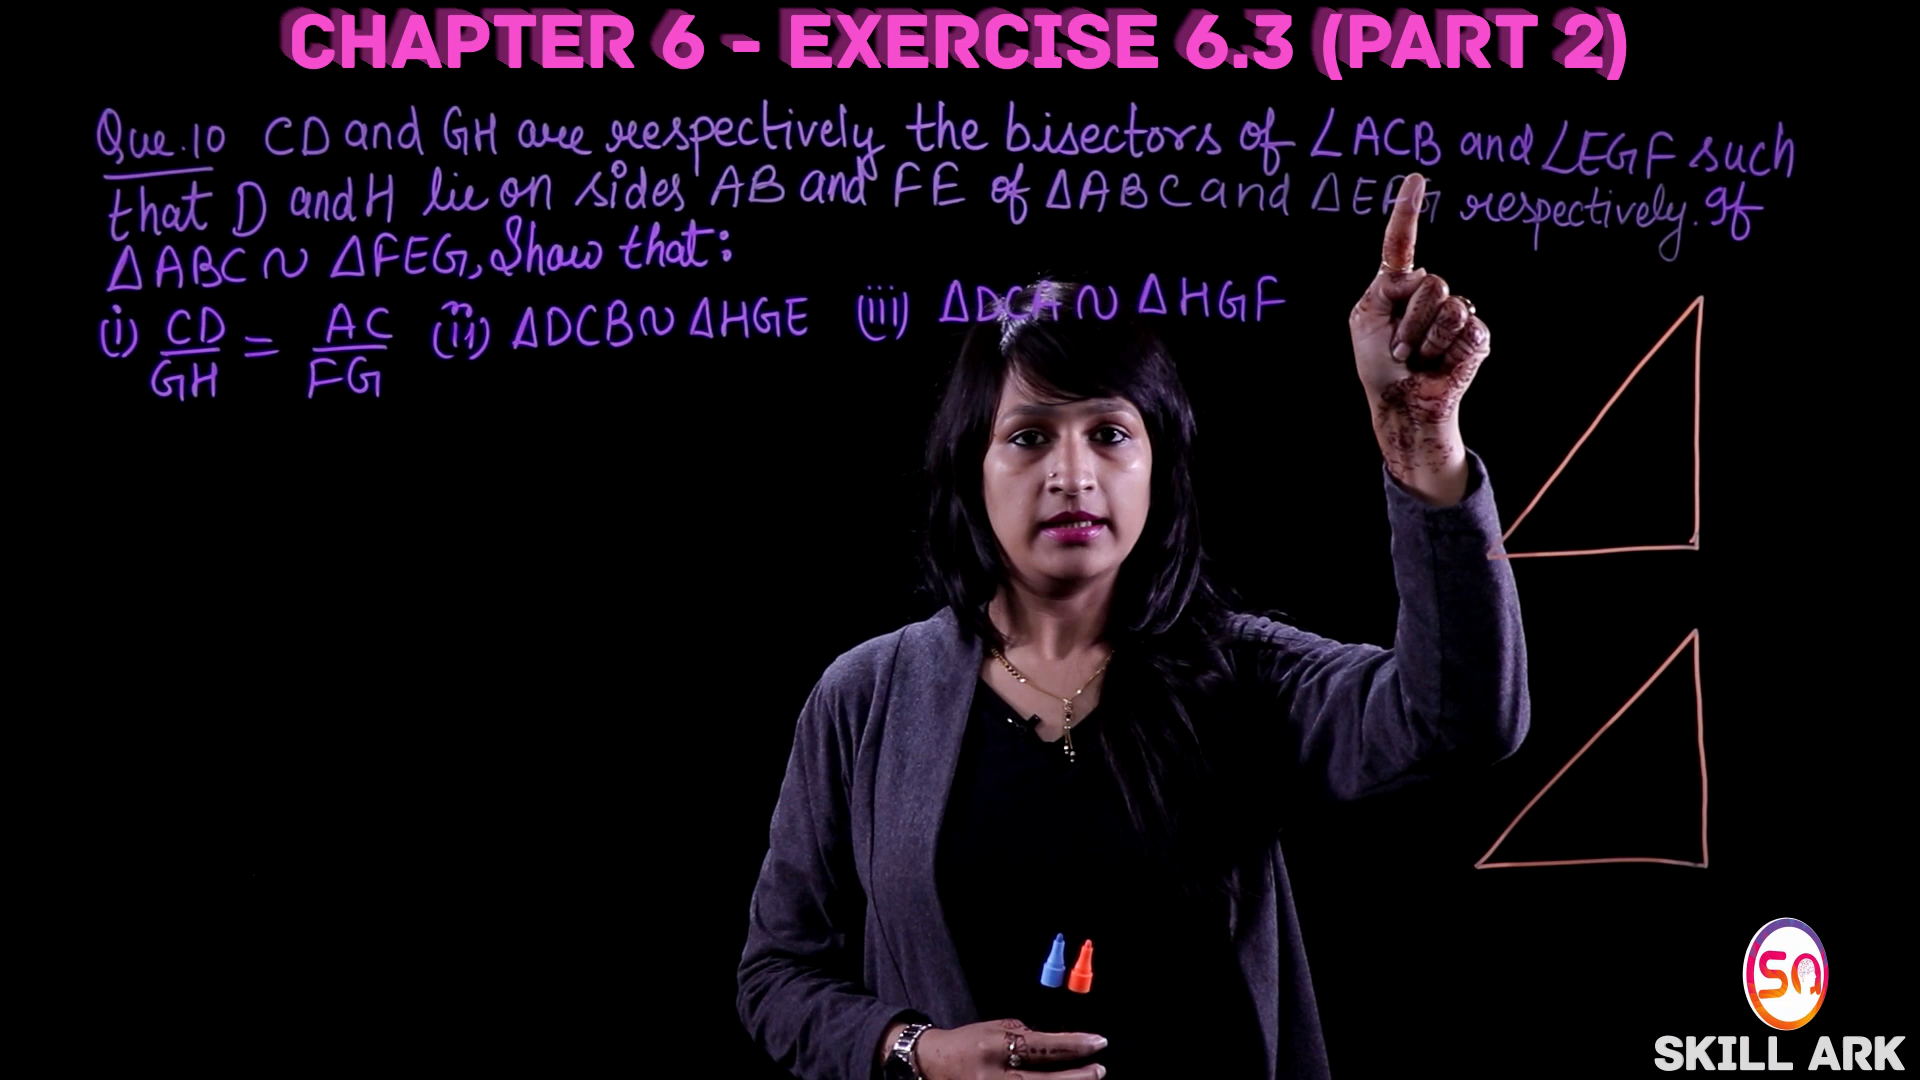 CHAPTER 6 - EXERCISE 6.3 (PART 2)
Que.10 CD and GH are respectively the bisectors of ∠ACB and ∠EGF such
that D and H lie on sides AB and FE of ΔABC and ΔEFG respectively. If
ΔABC ~ ΔFEG, Show that:
(i) CD/GH = AC/FG (ii) ΔDCB ~ ΔHGE (iii) ΔDCA ~ ΔHGF
SA
SKILL ARK